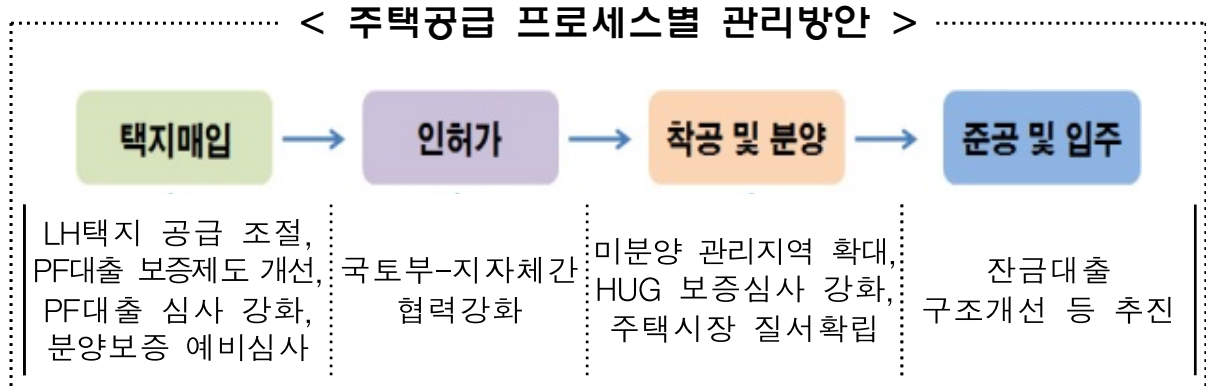 < 주택공급 프로세스별 관리방안 >
택지매입
인허가
착공 및 분양
준공 및 입주
LH택지 공급 조절,
PF대출 보증제도 개선,
PF대출 심사 강화,
분양보증 예비심사
국토부-지자체간
협력강화
미분양 관리지역 확대,
HUG 보증심사 강화,
주택시장 질서확립
잔금대출
구조개선 등 추진